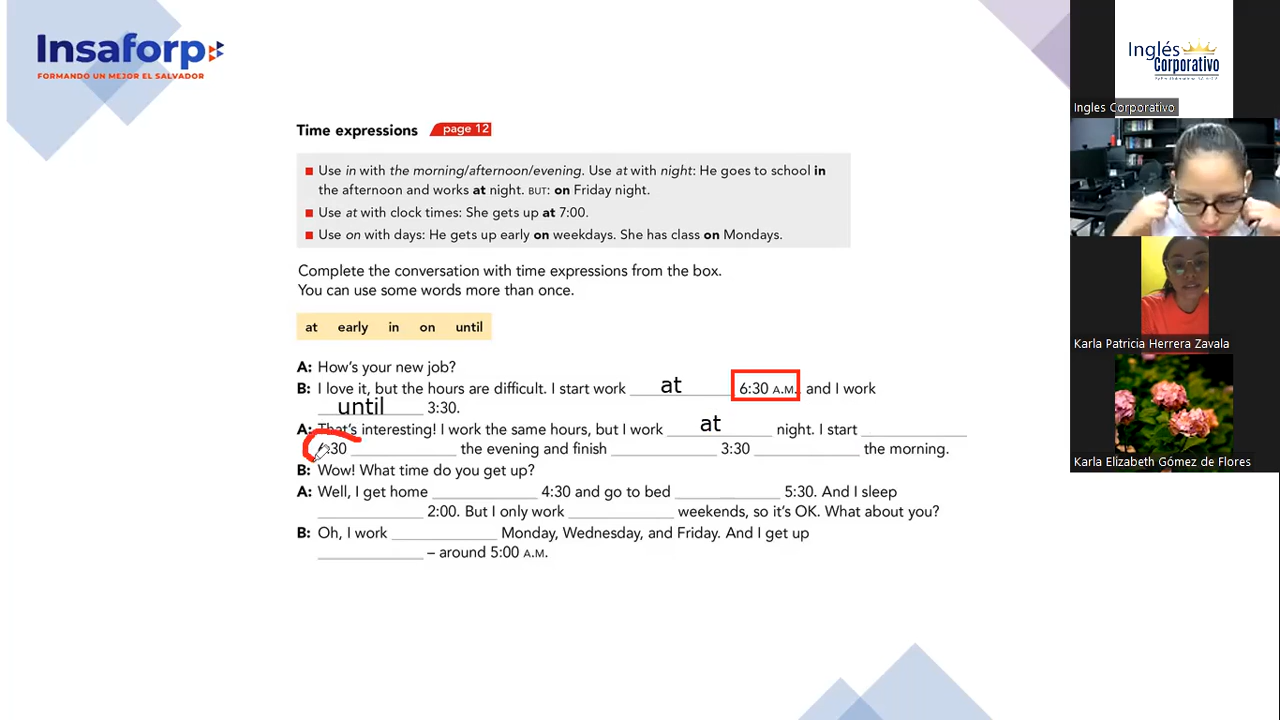 Insaforp
FORMANDO UN MEJOR EL SALVADOR
Time expressions page 12
Use in with the morning/afternoon/evening. Use at with night: He goes to school in
the afternoon and works at night. BUT: on Friday night.
Use at with clock times: She gets up at 7:00.
Use on with days: He gets up early on weekdays. She has class on Mondays.
Complete the conversation with time expressions from the box.
You can use some words more than once.
at early in on until
A: How's your new job?
B: I love it, but the hours are difficult. I start work at 6:30 A.M. and I work
until 3:30.
A: That's interesting! I work the same hours, but I work at night. I start
6:30 the evening and finish 3:30 the morning.
B: Wow! What time do you get up?
A: Well, I get home 4:30 and go to bed 5:30. And I sleep
2:00. But I only work weekends, so it's OK. What about you?
B: Oh, I work Monday, Wednesday, and Friday. And I get up
– around 5:00 A.M.
Inglés
Corporativo
Ingles Corporativo
Karla Patricia Herrera Zavala
Karla Elizabeth Gómez de Flores